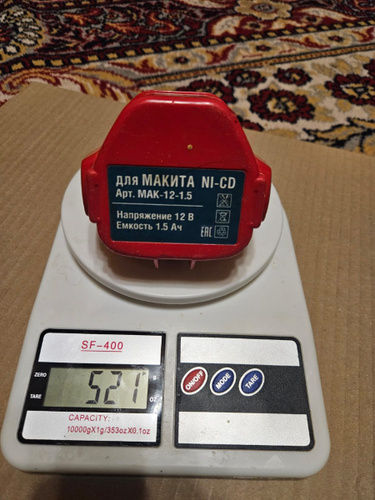 для МАКИТА NI-CD
Арт. МАК-12-1.5
Напряжение 12 В
Емкость 1.5 Ач
EAC
SF-400
ZERO
TARE
521
g
oz
CAPACITY:
10000gX1g/353ozX0.1oz
ON/OFF
MODE
TARE